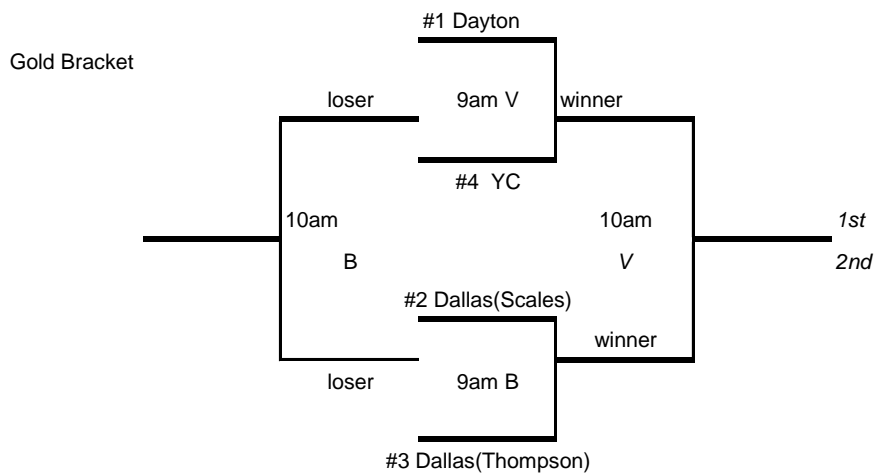 #1 Dayton
Gold Bracket
loser 9am V winner
#4 YC
10am 10am 1st
B V 2nd
#2 Dallas(Scales)
winner
loser 9am B
#3 Dallas(Thompson)